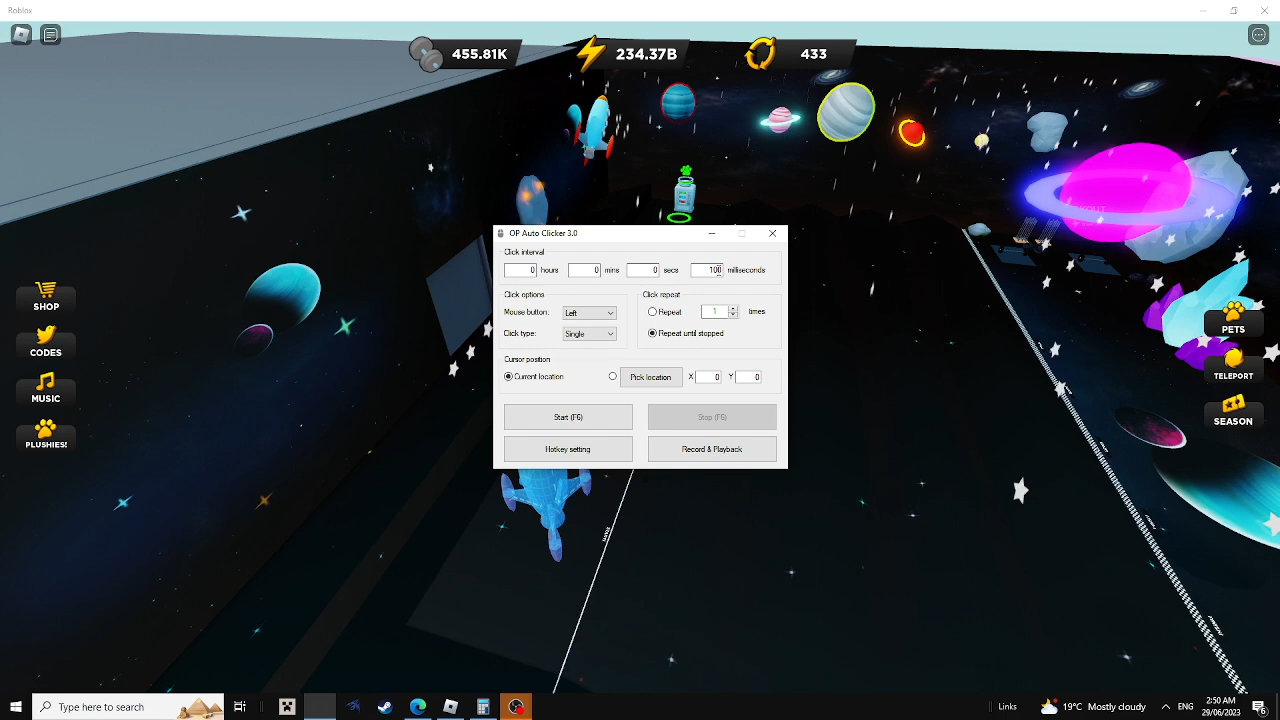 Roblox
455.81K
234.37B
433
OP Auto Clicker 3.0
Click interval
0 hours 0 mins 0 secs 100 miliseconds
Click options
Mouse button: Left
Click type: Single
Click repeat
Repeat 1 times
Repeat until stopped
Cursor position
Current location
Pick location X 0 Y 0
Start (F6)
Stop (F6)
Hotkey setting
Record & Playback
SHOP
CODES
MUSIC
PLUSHIES!
PETS
TELEPORT
SEASON
Type here to search
Links
19°C Mostly cloudy
ENG
2:50 AM
29/06/2023
6